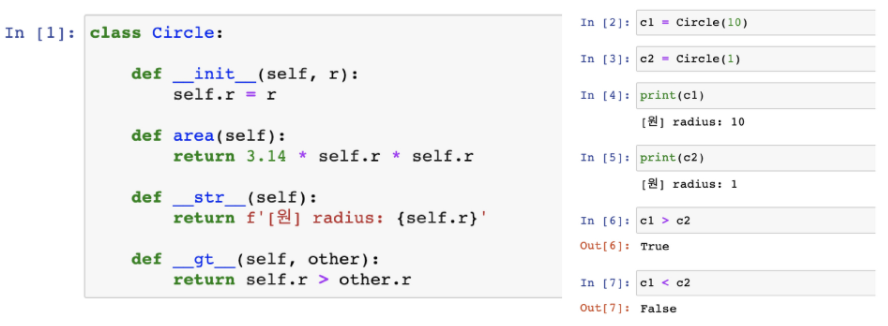 In [1]: class Circle:
def __init__(self, r):
self.r = r
def area(self):
return 3.14 * self.r * self.r
def __str__(self):
return f'[원] radius: {self.r}'
def __gt__(self, other):
return self.r > other.r
In [2]: c1 = Circle(10)
In [3]: c2 = Circle(1)
In [4]: print(c1)
[원] radius: 10
In [5]: print(c2)
[원] radius: 1
In [6]: c1 > c2
Out[6]: True
In [7]: c1 < c2
Out[7]: False